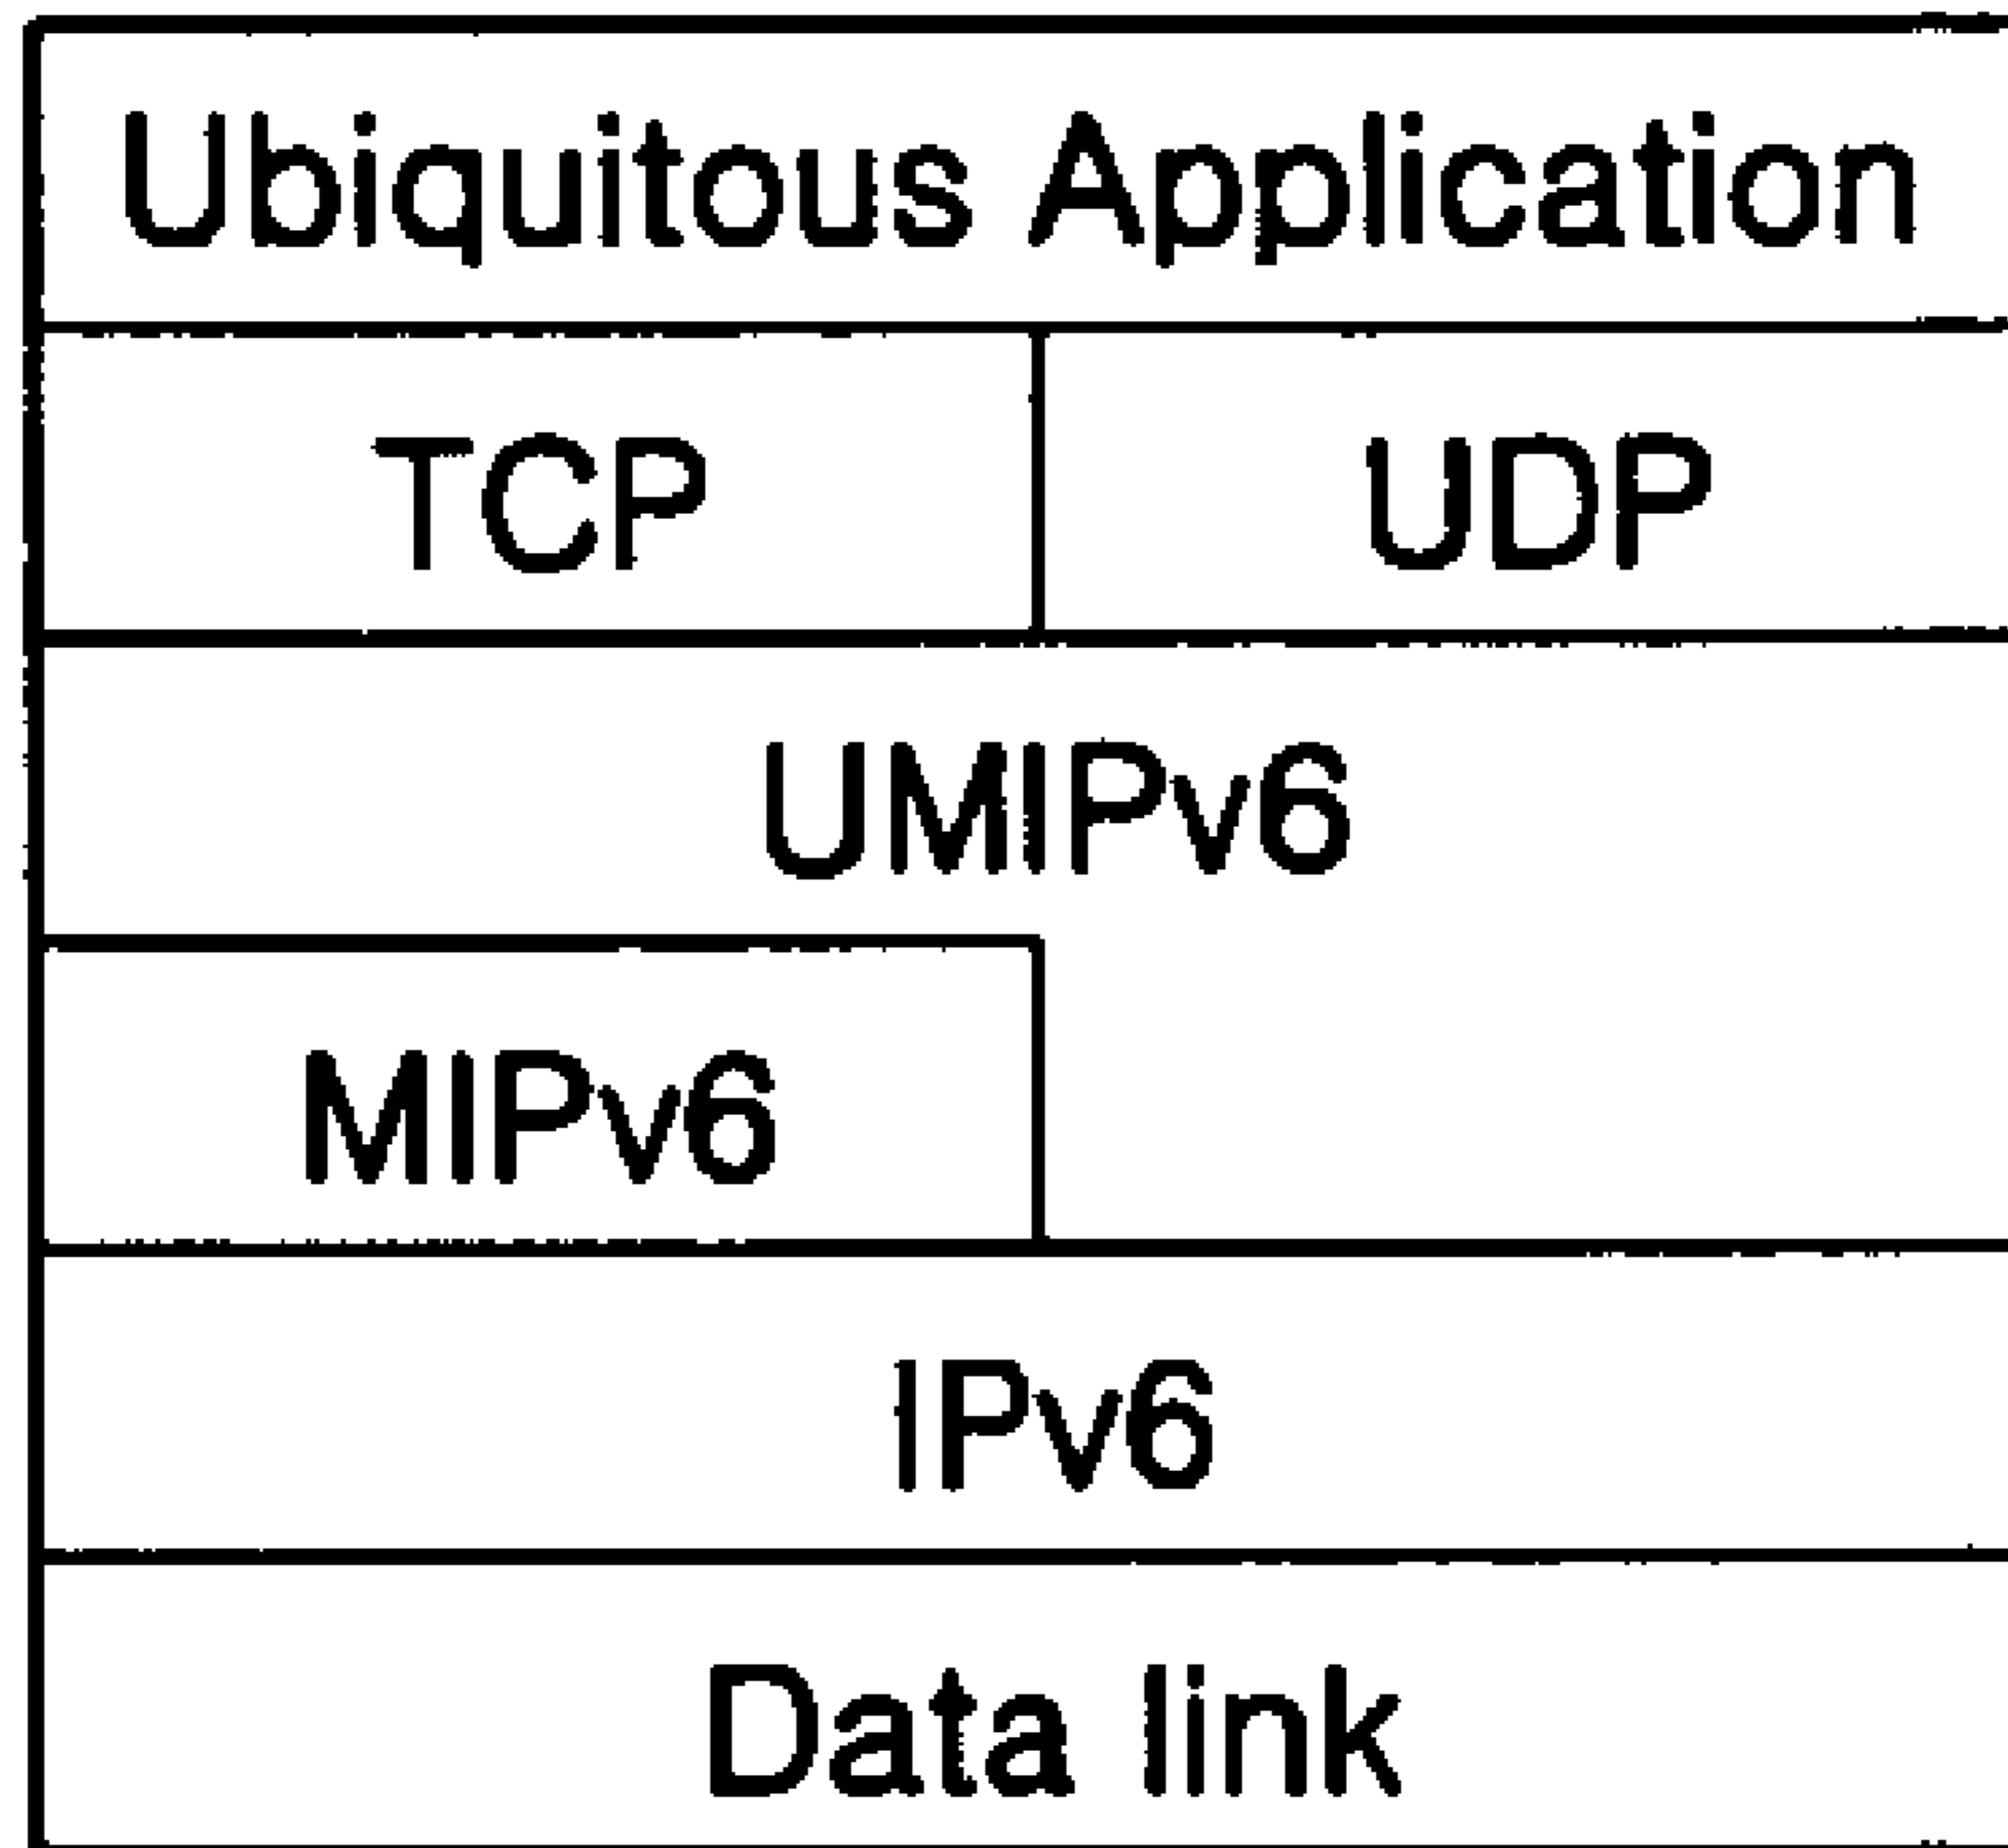 Ubiquitous Application
TCP UDP
UMIPv6
MIPv6
IPv6
Data link